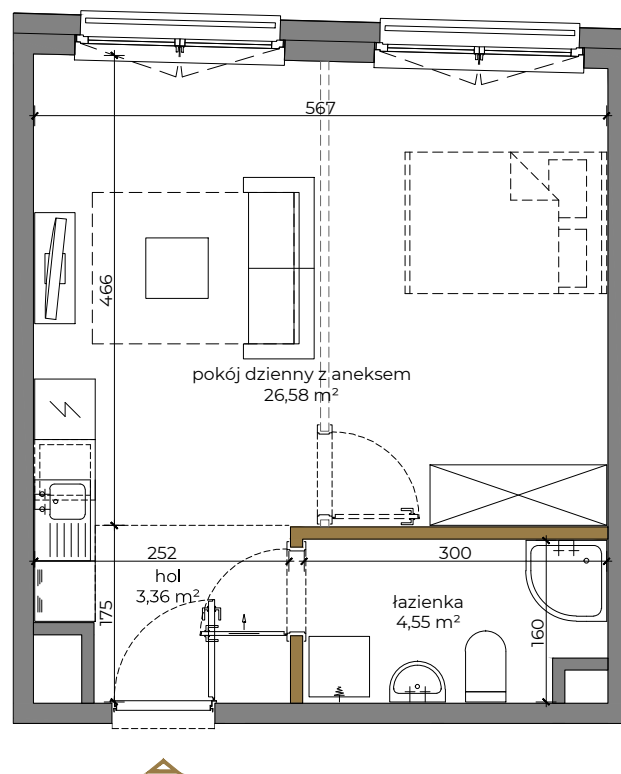 567
466
pokój dzienny z aneksem
26,58 m²
252
300
hol
3,36 m²
175
łazienka
4,55 m²
160